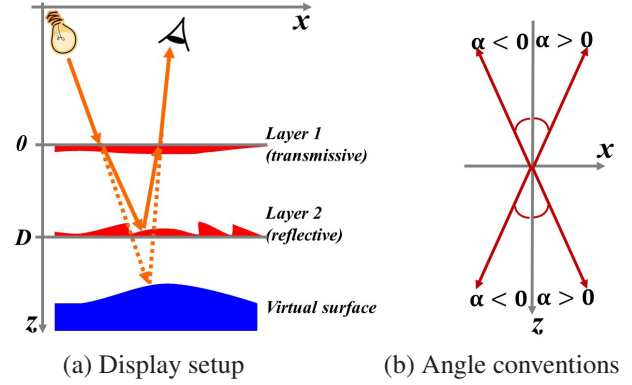 x
0
Layer 1
(transmissive)
Layer 2
(reflective)
D
Virtual surface
z
(a) Display setup
α < 0 α > 0
x
α < 0 α > 0
z
(b) Angle conventions